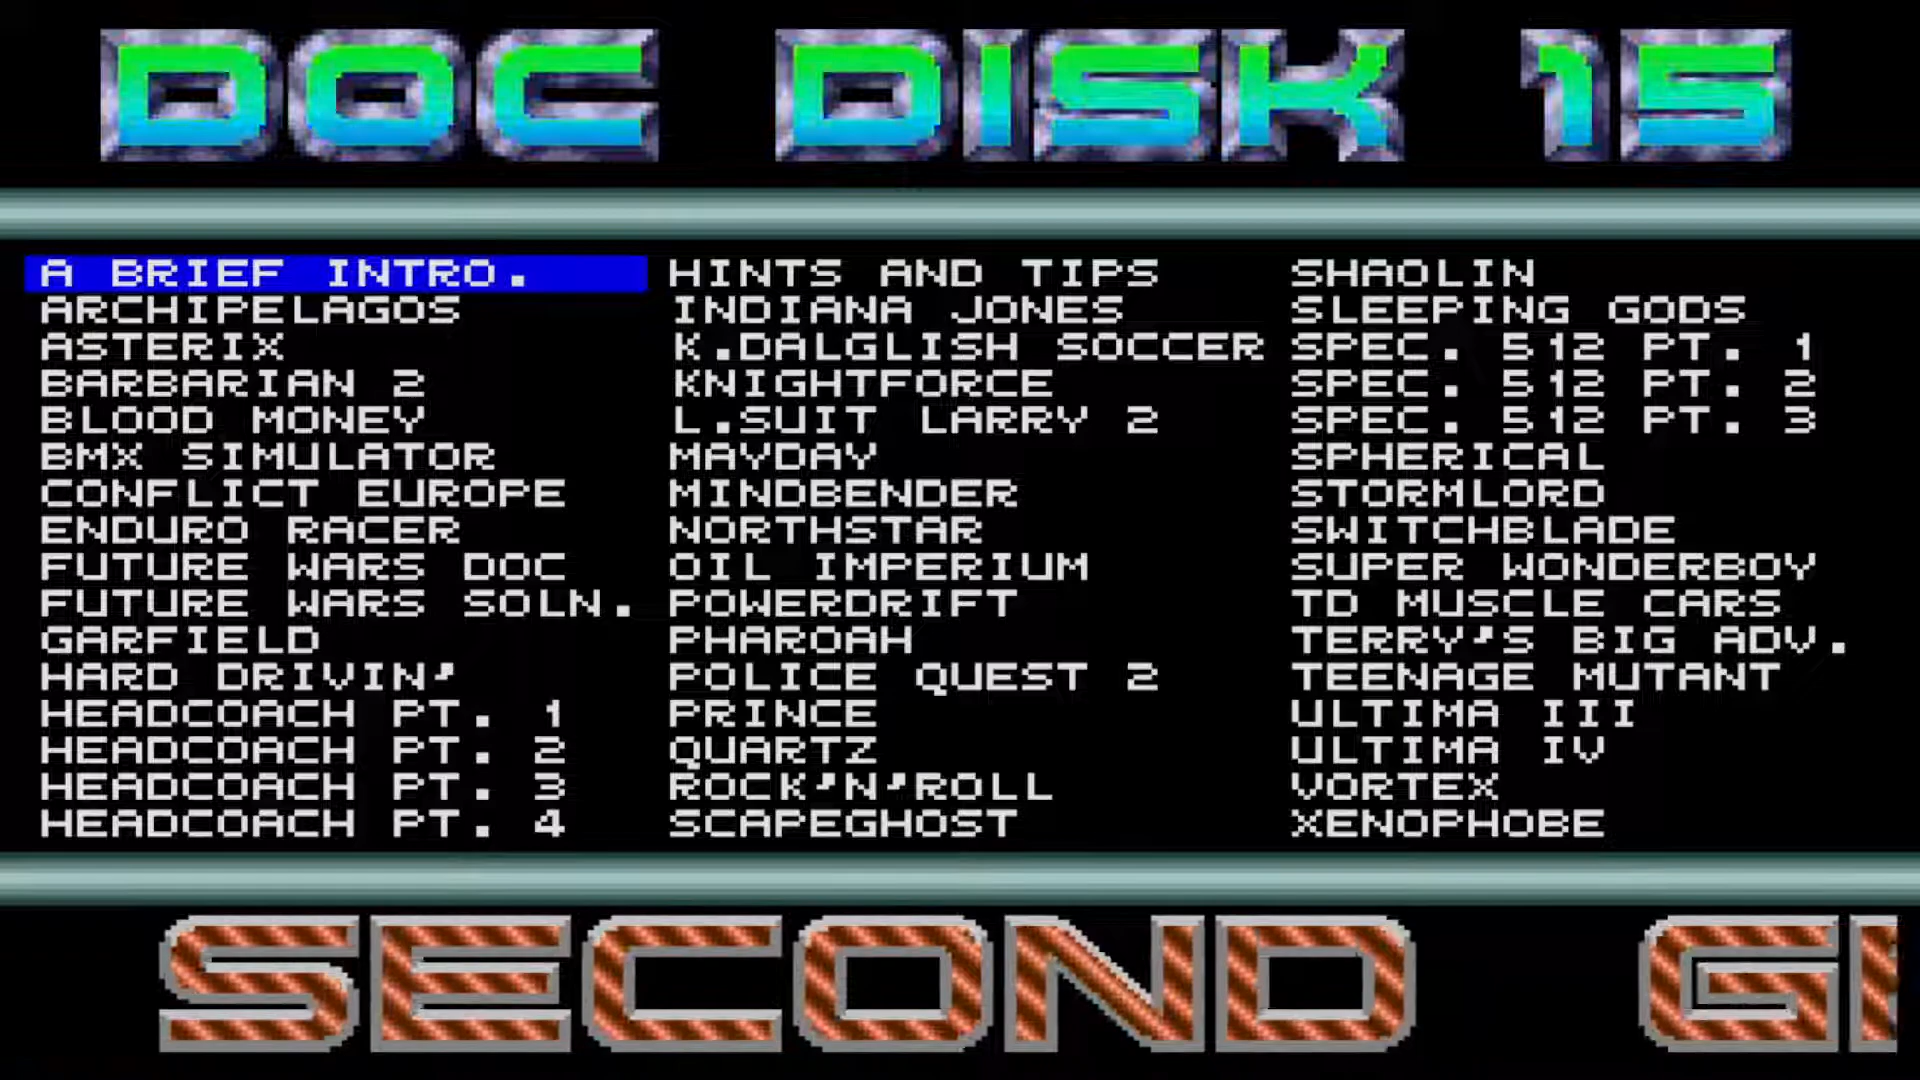 DOC DISK 15
A BRIEF INTRO.
ARCHIPELAGOS
ASTERIX
BARBARIAN 2
BLOOD MONEY
BMX SIMULATOR
CONFLICT EUROPE
ENDURO RACER
FUTURE WARS DOC
FUTURE WARS SOLN.
GARFIELD
HARD DRIVIN'
HEADCOACH PT. 1
HEADCOACH PT. 2
HEADCOACH PT. 3
HEADCOACH PT. 4
HINTS AND TIPS
INDIANA JONES
K.DALGLISH SOCCER
KNIGHTFORCE
L.SUIT LARRY 2
MAYDAY
MINDBENDER
NORTHSTAR
OIL IMPERIUM
POWERDRIFT
PHAROAH
POLICE QUEST 2
PRINCE
QUARTZ
ROCK'N'ROLL
SCAPEGHOST
SHAOLIN
SLEEPING GODS
SPEC. 512 PT. 1
SPEC. 512 PT. 2
SPEC. 512 PT. 3
SPHERICAL
STORMLORD
SWITCHBLADE
SUPER WONDERBOY
TD MUSCLE CARS
TERRY'S BIG ADV.
TEENAGE MUTANT
ULTIMA III
ULTIMA IV
VORTEX
XENOPHOBE
SECOND